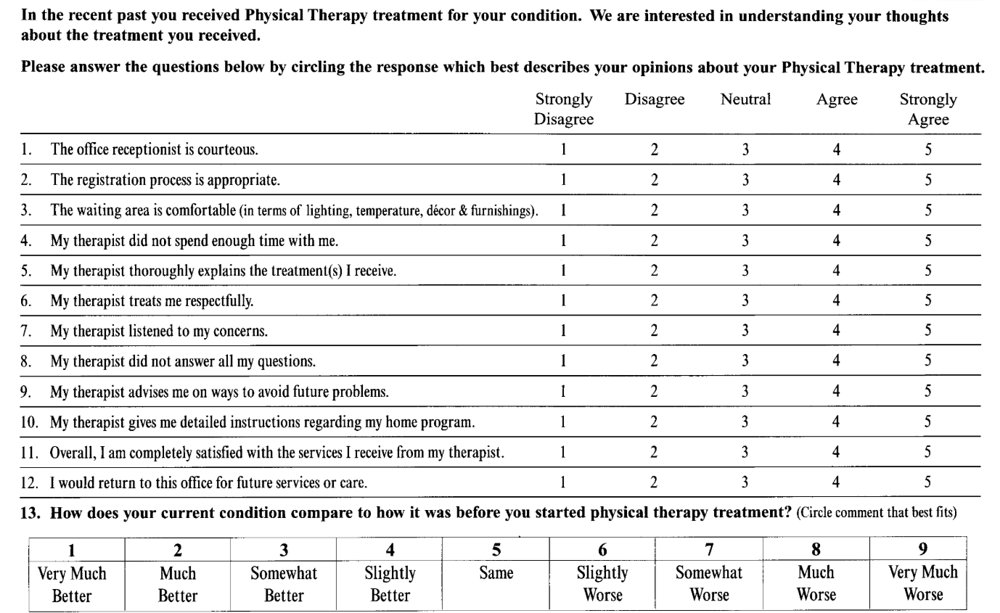 In the recent past you received Physical Therapy treatment for your condition. We are interested in understanding your thoughts
about the treatment you received.
Please answer the questions below by circling the response which best describes your opinions about your Physical Therapy treatment.
Strongly Disagree Disagree Neutral Agree Strongly Agree
1. The office receptionist is courteous. 1 2 3 4 5
2. The registration process is appropriate. 1 2 3 4 5
3. The waiting area is comfortable (in terms of lighting, temperature, décor & furnishings). 1 2 3 4 5
4. My therapist did not spend enough time with me. 1 2 3 4 5
5. My therapist thoroughly explains the treatment(s) I receive. 1 2 3 4 5
6. My therapist treats me respectfully. 1 2 3 4 5
7. My therapist listened to my concerns. 1 2 3 4 5
8. My therapist did not answer all my questions. 1 2 3 4 5
9. My therapist advises me on ways to avoid future problems. 1 2 3 4 5
10. My therapist gives me detailed instructions regarding my home program. 1 2 3 4 5
11. Overall, I am completely satisfied with the services I receive from my therapist. 1 2 3 4 5
12. I would return to this office for future services or care. 1 2 3 4 5
13. How does your current condition compare to how it was before you started physical therapy treatment? (Circle comment that best fits)
1 2 3 4 5 6 7 8 9
Very Much Much Somewhat Slightly Same Slightly Somewhat Much Very Much
Better Better Better Better Worse Worse Worse Worse